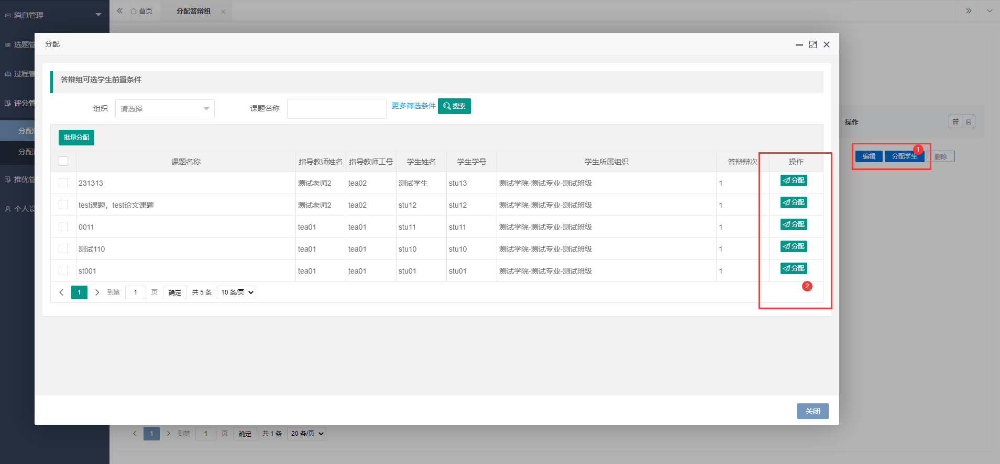 消息管理
首页
分配答辩组
选题管
过程管
评分管
分配
分配
推优管
个人设
分配
答辩组可选学生前置条件
组织
请选择
课题名称
更多筛选条件
搜索
批量分配
课题名称 指导教师姓名 指导教师工号 学生姓名 学生学号 学生所属组织 答辩辩次 操作
231313 测试老师2 tea02 测试学生 stu13 测试学院-测试专业-测试班级 1 分配
test课题，test论文课题 测试老师2 tea02 stu12 stu12 测试学院-测试专业-测试班级 1 分配
0011 tea01 tea01 stu11 stu11 测试学院-测试专业-测试班级 1 分配
测试110 tea01 tea01 stu10 stu10 测试学院-测试专业-测试班级 1 分配
st001 tea01 tea01 stu01 stu01 测试学院-测试专业-测试班级 1 分配
2
1 到第 1 页 确定 共 5 条 10 条/页
关闭
操作
1
编辑 分配学生 删除
1 到第 1 页 确定 共 1 条 20 条/页